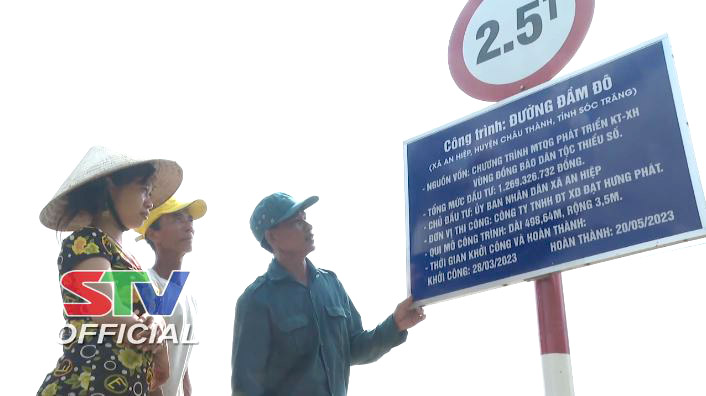 2.5T
Công trình: ĐƯỜNG ĐẦM ĐÔ
(XÃ AN HIỆP, HUYỆN CHÂU THÀNH, TỈNH SÓC TRĂNG)
- NGUỒN VỐN: CHƯƠNG TRÌNH MTQG PHÁT TRIỂN KT-XH
VÙNG ĐỒNG BÀO DÂN TỘC THIỂU SỐ.
- TỔNG MỨC ĐẦU TƯ: 1.269.326.732 ĐỒNG.
- CHỦ ĐẦU TƯ: ỦY BAN NHÂN DÂN XÃ AN HIỆP
- ĐƠN VỊ THI CÔNG: CÔNG TY TNHH ĐT XD ĐẠT HƯNG PHÁT.
- QUI MÔ CÔNG TRÌNH: DÀI 498,64M, RỘNG 3,5M.
- THỜI GIAN KHỞI CÔNG VÀ HOÀN THÀNH:
KHỞI CÔNG: 28/03/2023 HOÀN THÀNH: 20/05/2023
STV
OFFICIAL